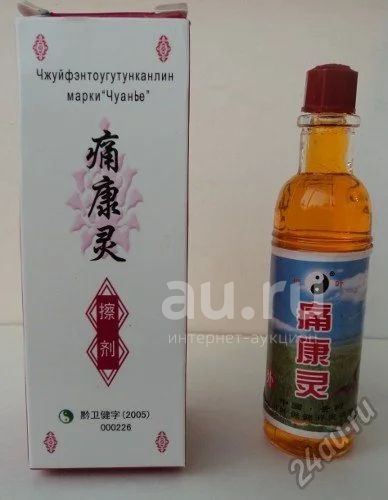 Чжуйфэнтоугутунканлин
марки "Чуанье"
痛康灵
擦剂
黔卫健字(2005)
000226
痛康灵
au.ru
интернет-аукцион
24au.ru